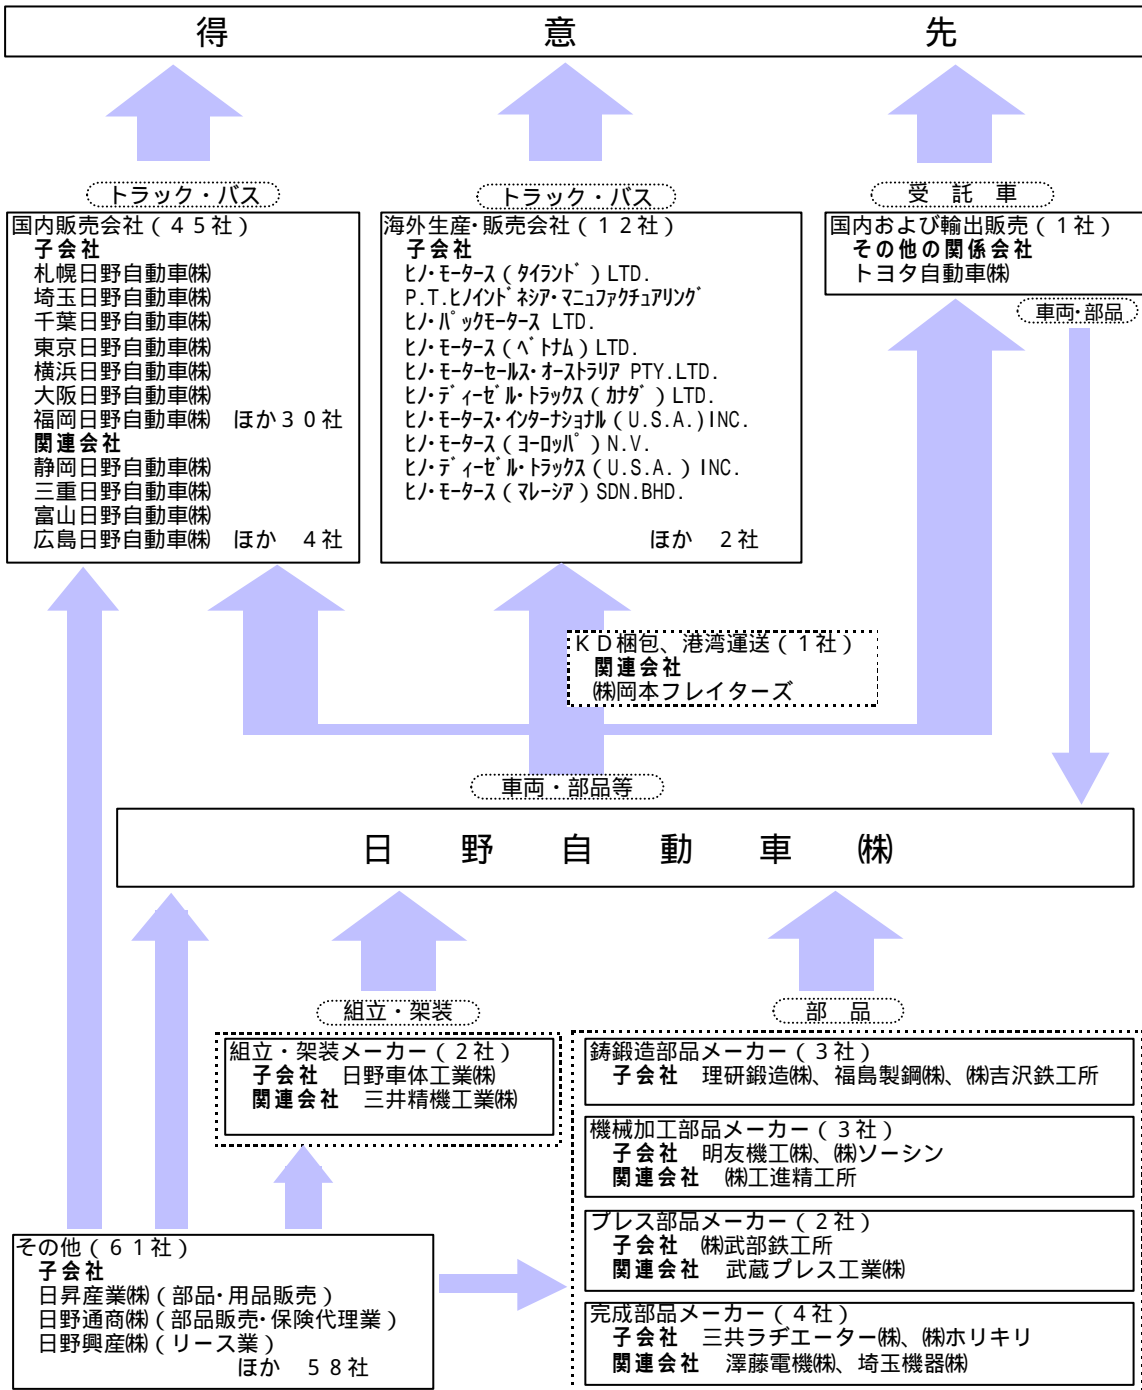 得意先
トラック・バス
国内販売会社(45社)
子会社
札幌日野自動車㈱
埼玉日野自動車㈱
千葉日野自動車㈱
東京日野自動車㈱
横浜日野自動車㈱
大阪日野自動車㈱
福岡日野自動車㈱ ほか30社
関連会社
静岡日野自動車㈱
三重日野自動車㈱
富山日野自動車㈱
広島日野自動車㈱ ほか 4社
トラック・バス
海外生産・販売会社(12社)
子会社
ﾋﾉ・ﾓｰﾀｰｽ(ﾀｲﾗﾝﾄﾞ)LTD.
P.T.ﾋﾉｲﾝﾄﾞﾈｼｱ・ﾏﾆｭﾌｧｸﾁｭｱﾘﾝｸﾞ
ﾋﾉ・ﾊﾟｯｸﾓｰﾀｰｽ LTD.
ﾋﾉ・ﾓｰﾀｰｽ(ﾍﾞﾄﾅﾑ)LTD.
ﾋﾉ・ﾓｰﾀｰｾｰﾙｽ・ｵｰｽﾄﾗﾘｱ PTY.LTD.
ﾋﾉ・ﾃﾞｨｰｾﾞﾙ・ﾄﾗｯｸｽ(ｶﾅﾀﾞ)LTD.
ﾋﾉ・ﾓｰﾀｰｽ・ｲﾝﾀｰﾅｼｮﾅﾙ(U.S.A.)INC.
ﾋﾉ・ﾓｰﾀｰｽ(ﾖｰﾛｯﾊﾟ)N.V.
ﾋﾉ・ﾃﾞｨｰｾﾞﾙ・ﾄﾗｯｸｽ(U.S.A.)INC.
ﾋﾉ・ﾓｰﾀｰｽ(ﾏﾚｰｼｱ)SDN.BHD.
ほか 2社
受託車
国内および輸出販売(1社)
その他の関係会社
トヨタ自動車㈱
車両・部品
KD梱包、港湾運送(1社)
関連会社
㈱岡本フレイターズ
車両・部品等
日野自動車㈱
組立・架装
組立・架装メーカー(2社)
子会社 日野車体工業㈱
関連会社 三井精機工業㈱
部品
鋳鍛造部品メーカー(3社)
子会社 理研鍛造㈱、福島製鋼㈱、㈱吉沢鉄工所
機械加工部品メーカー(3社)
子会社 明友機工㈱、㈱ソーシン
関連会社 ㈱工進精工所
プレス部品メーカー(2社)
子会社 ㈱武部鉄工所
関連会社 武蔵プレス工業㈱
完成部品メーカー(4社)
子会社 三共ラヂエーター㈱、㈱ホリキリ
関連会社 澤藤電機㈱、埼玉機器㈱
その他(61社)
子会社
日昇産業㈱(部品・用品販売)
日野通商㈱(部品販売・保険代理業)
日野興産㈱(リース業)
ほか 58社